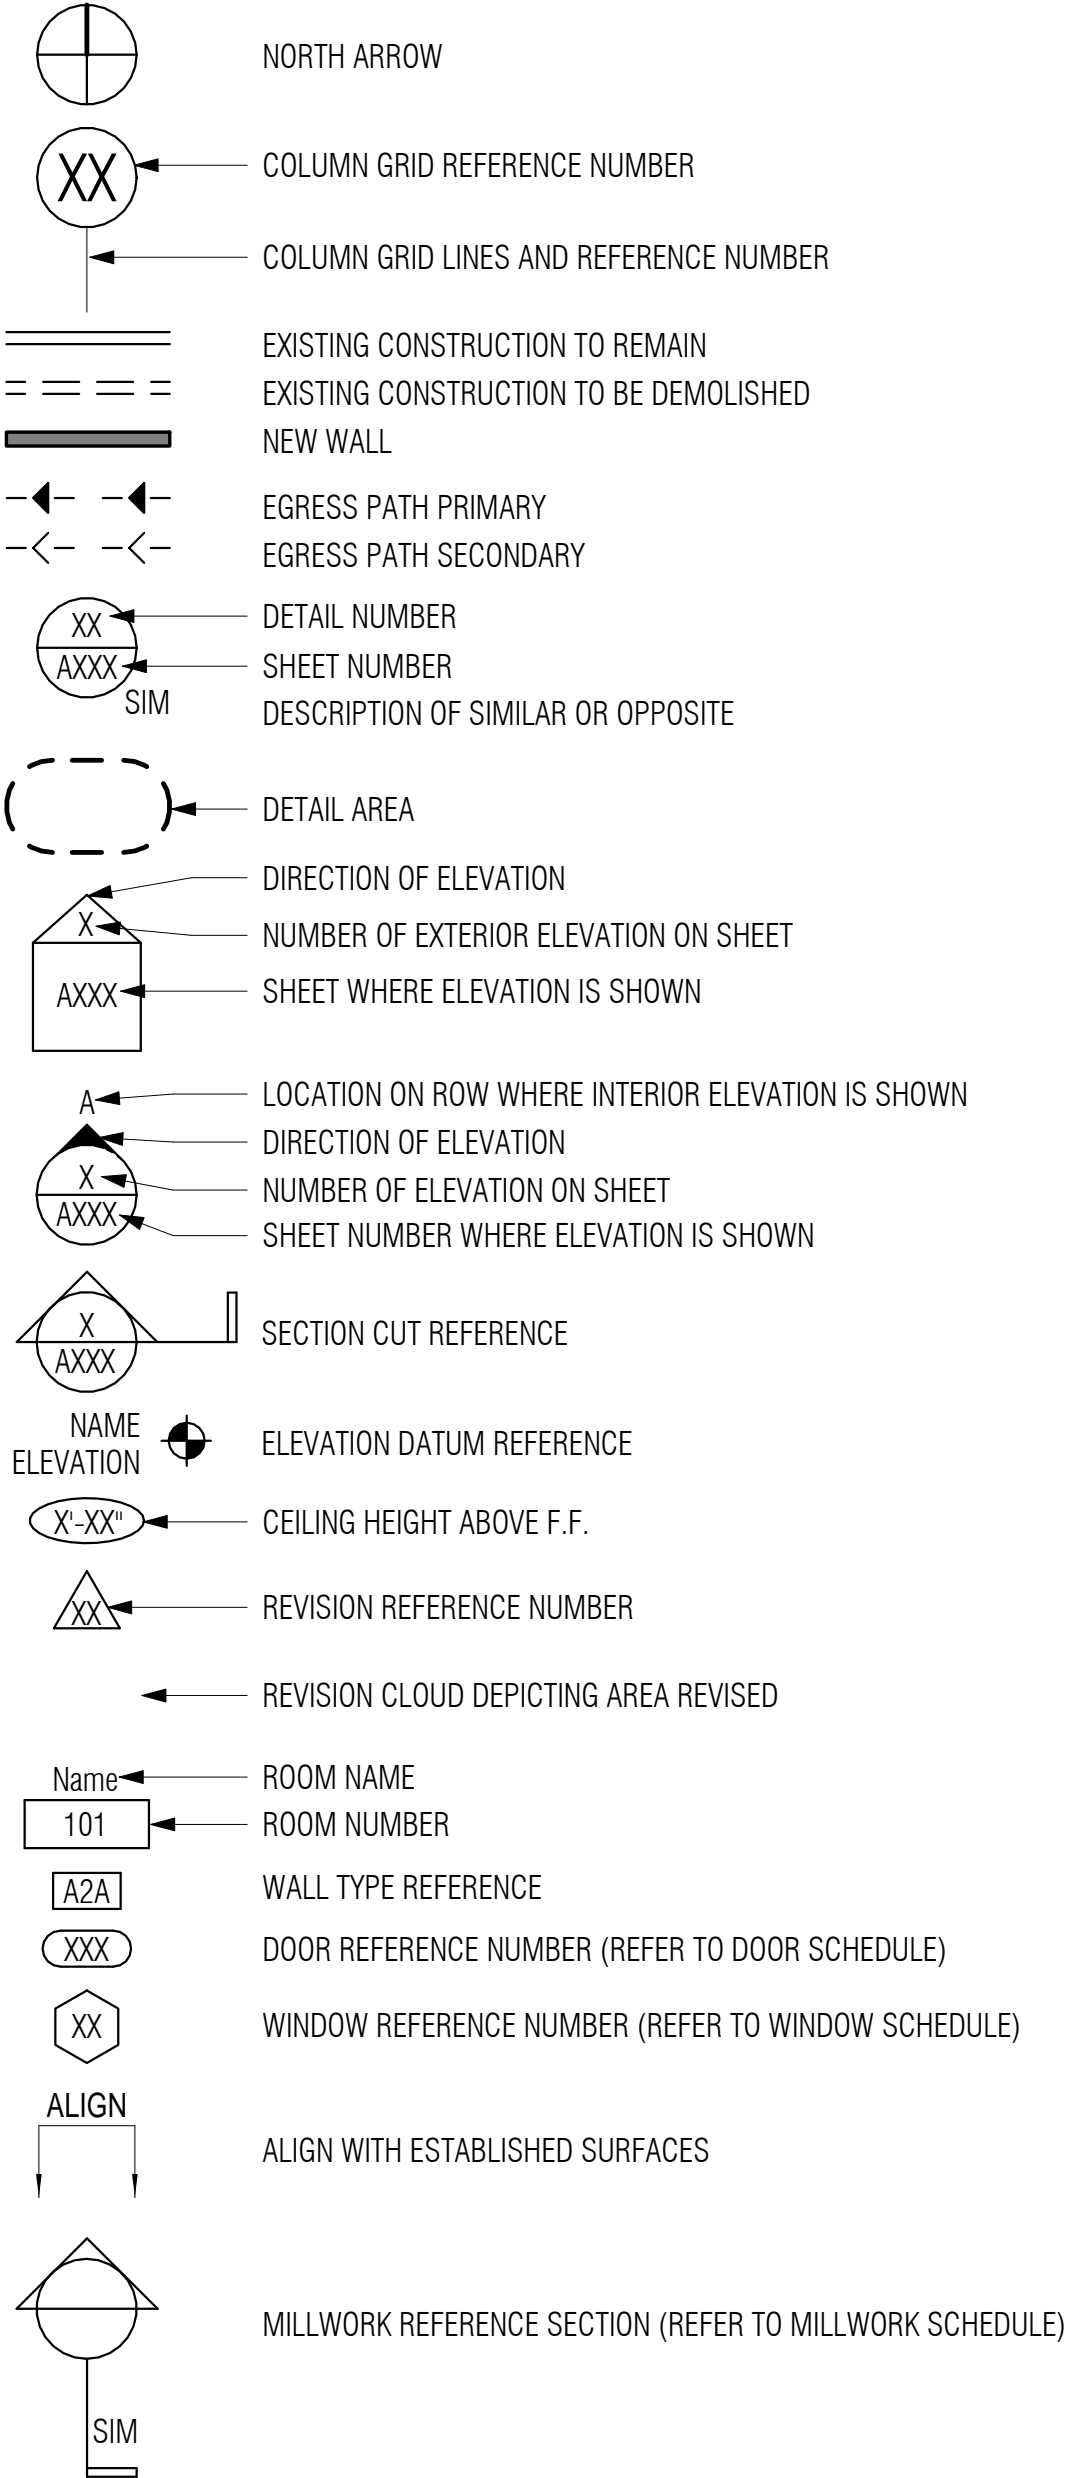 NORTH ARROW
XX
COLUMN GRID REFERENCE NUMBER
COLUMN GRID LINES AND REFERENCE NUMBER
EXISTING CONSTRUCTION TO REMAIN
EXISTING CONSTRUCTION TO BE DEMOLISHED
NEW WALL
EGRESS PATH PRIMARY
EGRESS PATH SECONDARY
XX DETAIL NUMBER
AXXX SHEET NUMBER
SIM DESCRIPTION OF SIMILAR OR OPPOSITE
DETAIL AREA
DIRECTION OF ELEVATION
X NUMBER OF EXTERIOR ELEVATION ON SHEET
AXXX SHEET WHERE ELEVATION IS SHOWN
A LOCATION ON ROW WHERE INTERIOR ELEVATION IS SHOWN
DIRECTION OF ELEVATION
X NUMBER OF ELEVATION ON SHEET
AXXX SHEET NUMBER WHERE ELEVATION IS SHOWN
X
AXXX
SECTION CUT REFERENCE
NAME
ELEVATION
ELEVATION DATUM REFERENCE
X'-XX" CEILING HEIGHT ABOVE F.F.
XX REVISION REFERENCE NUMBER
REVISION CLOUD DEPICTING AREA REVISED
Name ROOM NAME
101 ROOM NUMBER
A2A WALL TYPE REFERENCE
XXX DOOR REFERENCE NUMBER (REFER TO DOOR SCHEDULE)
XX WINDOW REFERENCE NUMBER (REFER TO WINDOW SCHEDULE)
ALIGN
ALIGN WITH ESTABLISHED SURFACES
MILLWORK REFERENCE SECTION (REFER TO MILLWORK SCHEDULE)
SIM